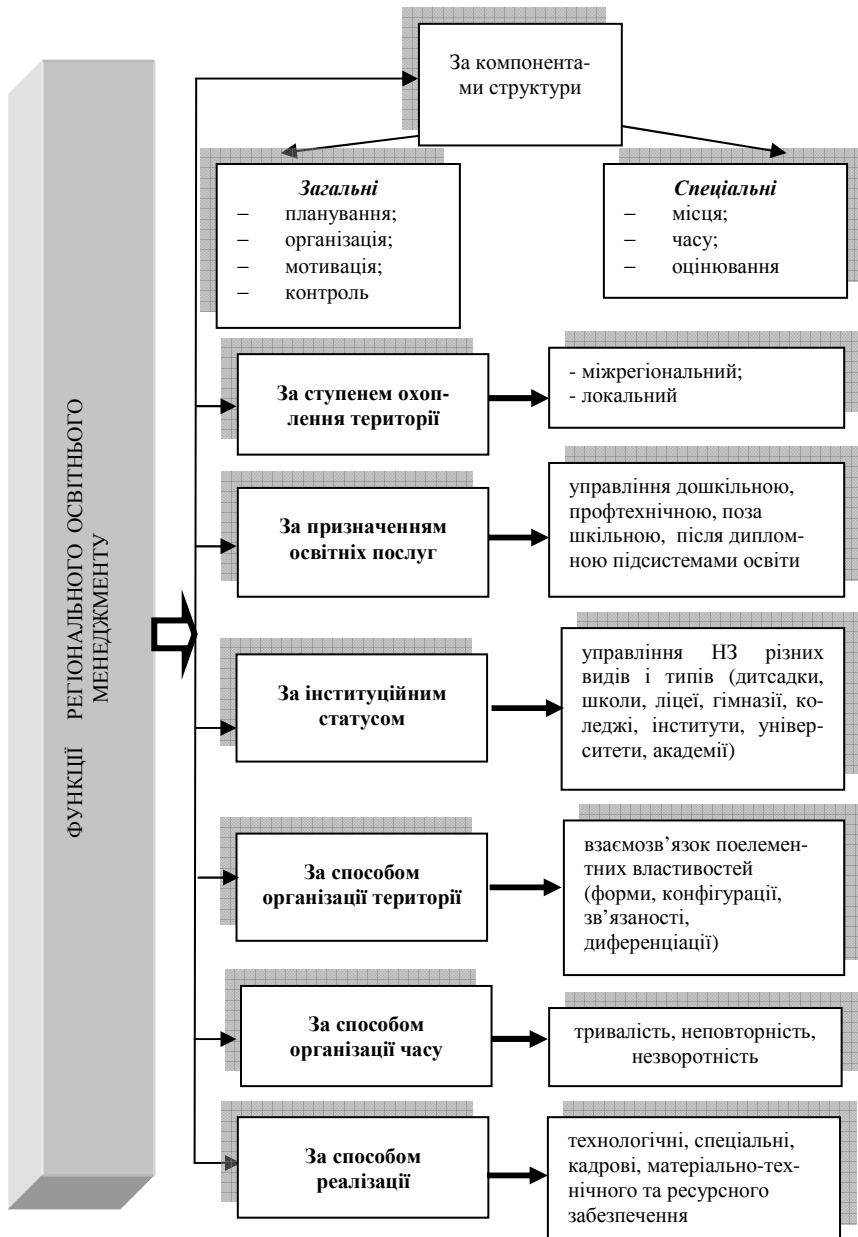 ФУНКЦІЇ РЕГІОНАЛЬНОГО ОСВІТНЬОГО
МЕНЕДЖМЕНТУ
За компонента-
ми структури
Загальні
– планування;
– організація;
– мотивація;
– контроль
Спеціальні
– місця;
– часу;
– оцінювання
За ступенем охоп-
лення території
- міжрегіональний;
- локальний
За призначенням
освітніх послуг
управління дошкільною,
профтехнічною, поза
шкільною, після диплом-
ною підсистемами освіти
За інституційним
статусом
управління НЗ різних
видів і типів (дитсадки,
школи, ліцеї, гімназії, ко-
леджі, інститути, універ-
ситети, академії)
За способом
організації території
взаємозв’язок поелемен-
тних властивостей
(форми, конфігурації,
зв’язаності,
диференціації)
За способом
організації часу
тривалість, неповторність,
незворотність
За способом
реалізації
технологічні, спеціальні,
кадрові, матеріально-тех-
нічного та ресурсного
забезпечення